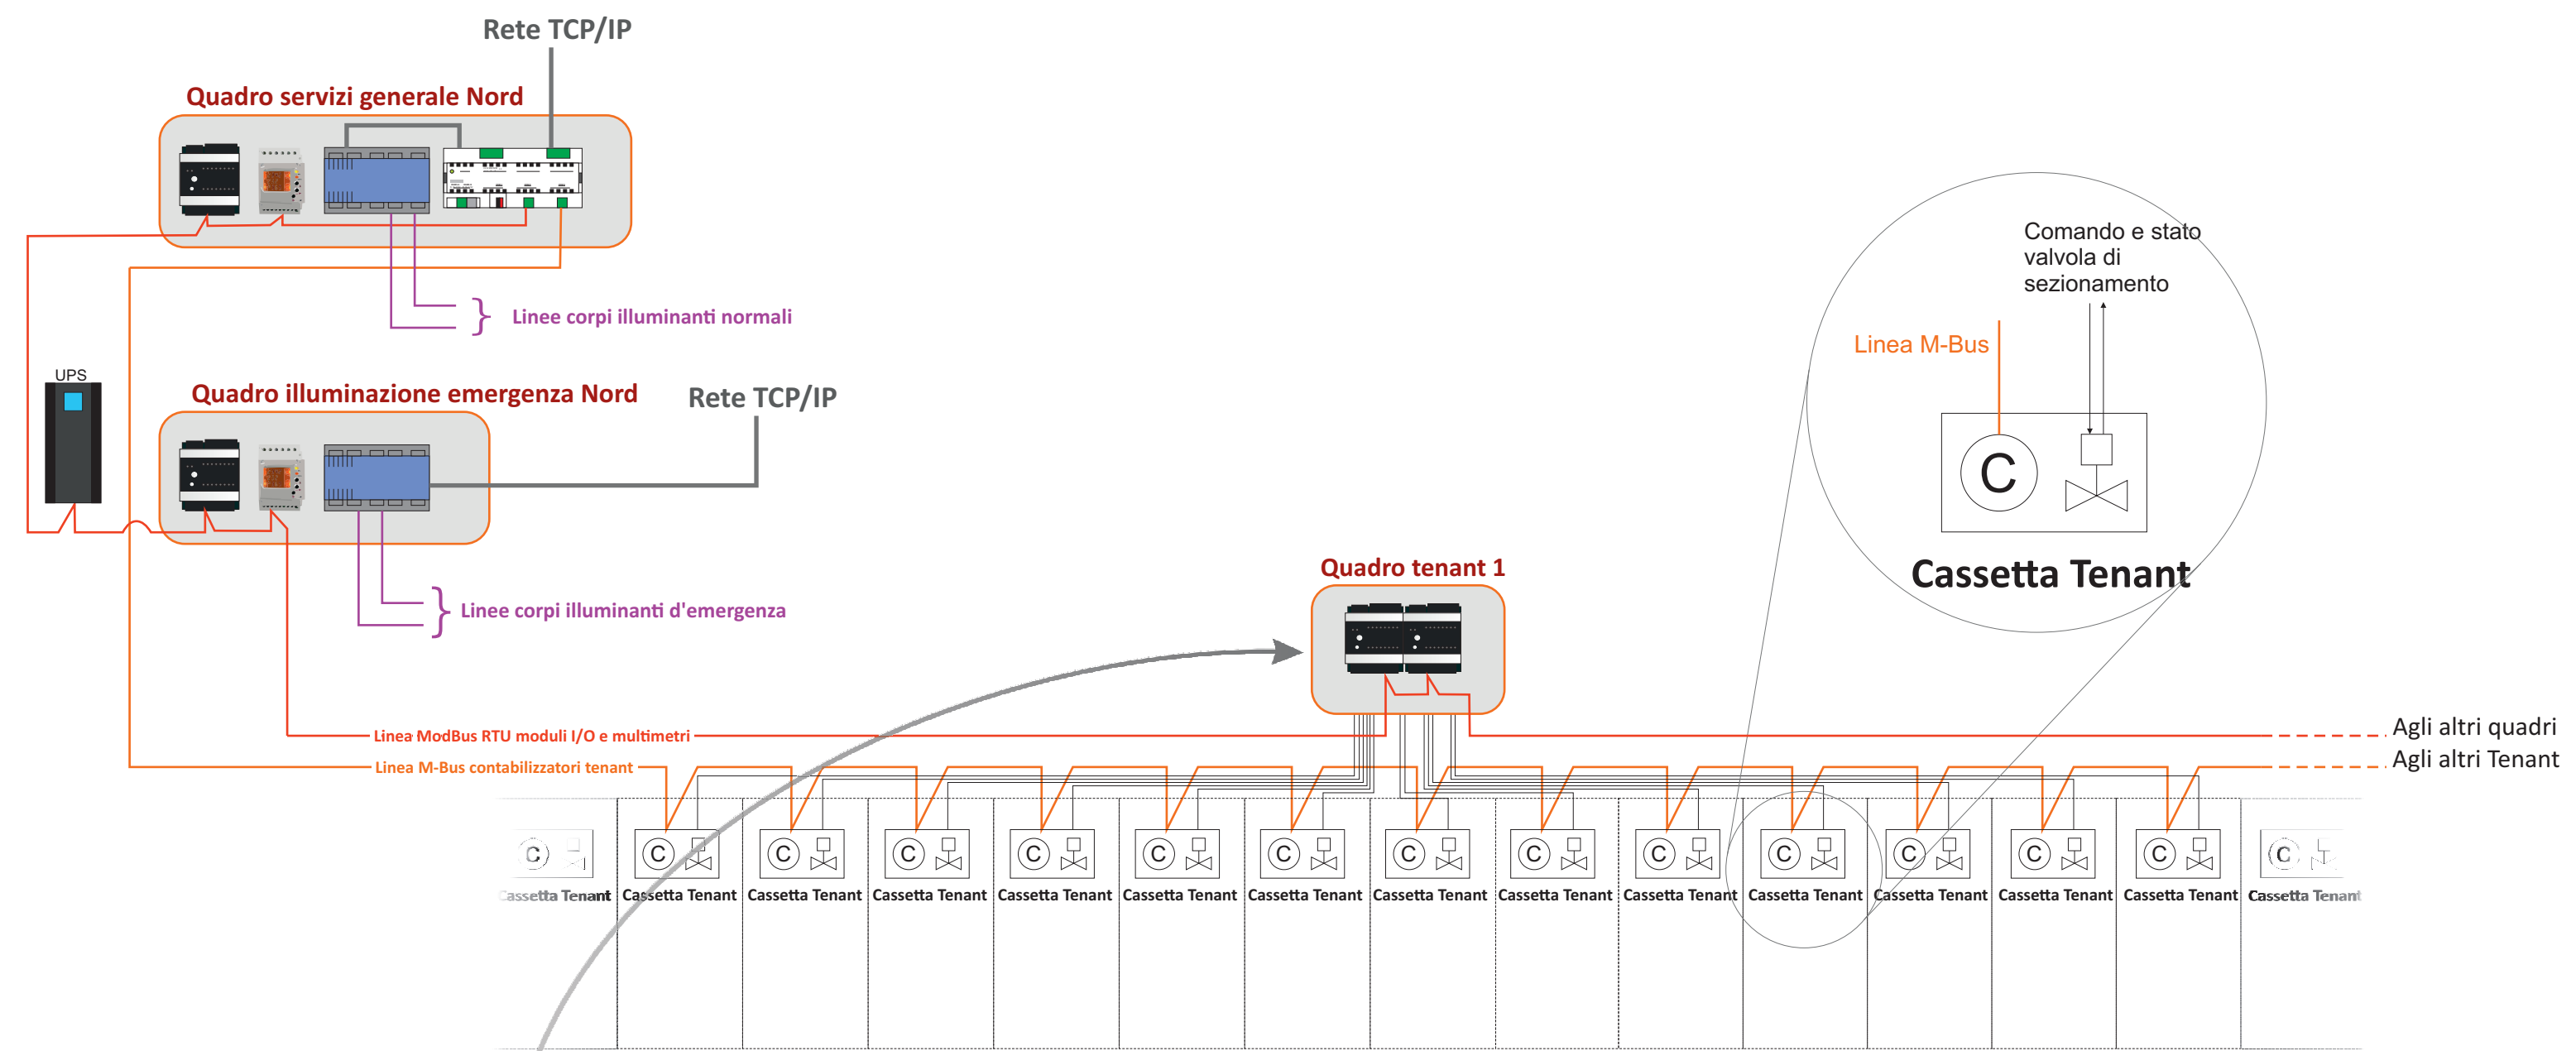 Rete TCP/IP
Quadro servizi generale Nord
Linee corpi illuminanti normali
UPS
Quadro illuminazione emergenza Nord
Rete TCP/IP
Linee corpi illuminanti d'emergenza
Comando e stato
valvola di
sezionamento
Linea M-Bus
C
Cassetta Tenant
Quadro tenant 1
Linea ModBus RTU moduli I/O e multimetri
Agli altri quadri
Linea M-Bus contabilizzatori tenant
Agli altri Tenant
C C C C C C C C C C C C C C C
Cassetta Tenant Cassetta Tenant Cassetta Tenant Cassetta Tenant Cassetta Tenant Cassetta Tenant Cassetta Tenant Cassetta Tenant Cassetta Tenant Cassetta Tenant Cassetta Tenant Cassetta Tenant Cassetta Tenant Cassetta Tenant Cassetta Tenant